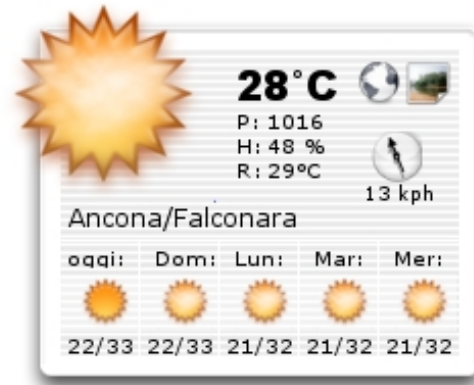 28°C
P: 1016
H: 48 %
R: 29ºC
13 kph
Ancona/Falconara
oggi: Dom: Lun: Mar: Mer:
22/33 22/33 21/32 21/32 21/32